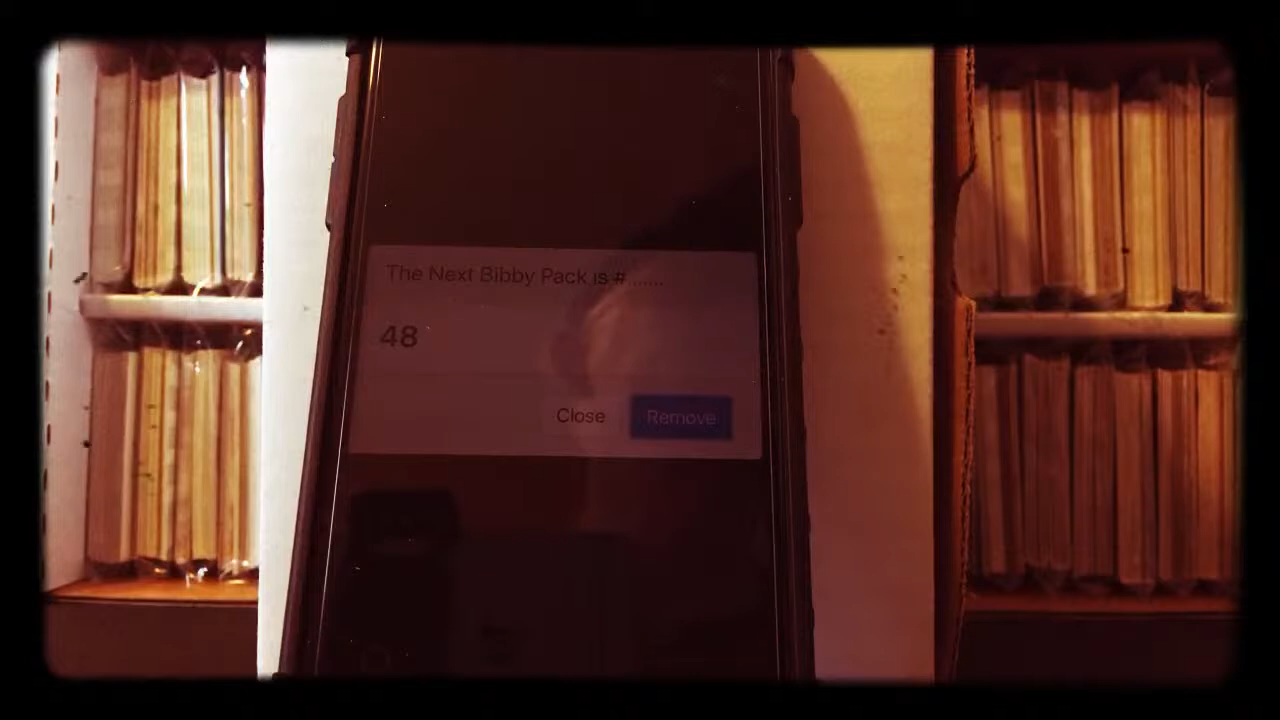 The Next Bibby Pack is #.......
48
Close
Remove